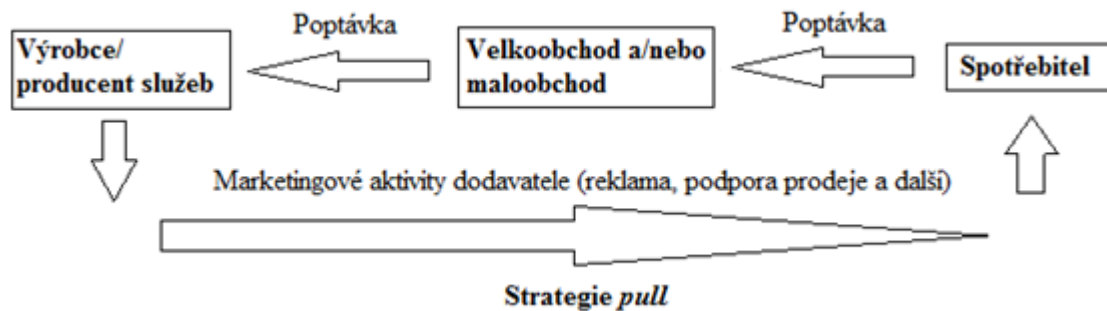 Poptávka
Poptávka
Výrobce/
producent služeb
Velkoobchod a/nebo
maloobchod
Spotřebitel
Marketingové aktivity dodavatele (reklama, podpora prodeje a další)
Strategie pull